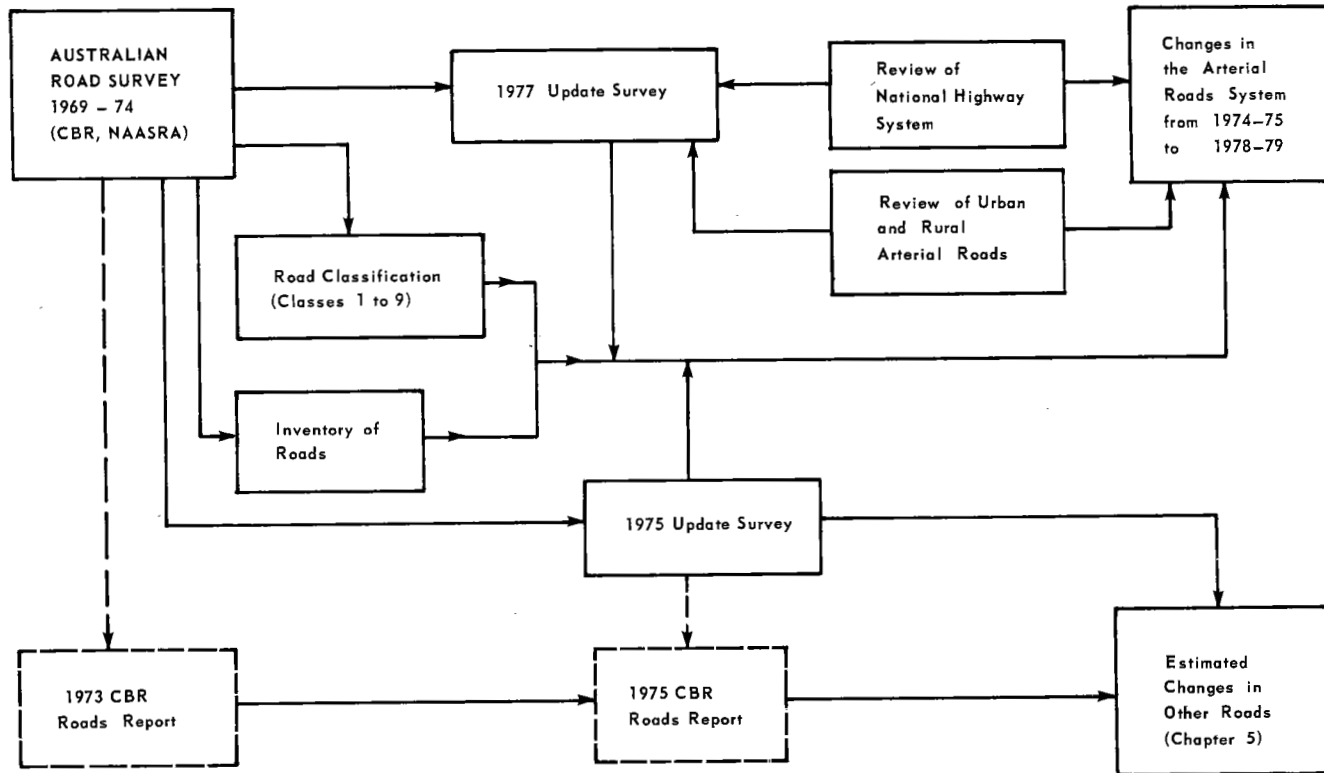 AUSTRALIAN
ROAD SURVEY
1969 – 74
(CBR, NAASRA)
1977 Update Survey
Review of
National Highway
System
Changes in
the Arterial
Roads System
from 1974–75
to 1978–79
Review of Urban
and Rural
Arterial Roads
Road Classification
(Classes 1 to 9)
Inventory of
Roads
1975 Update Survey
1973 CBR
Roads Report
1975 CBR
Roads Report
Estimated
Changes in
Other Roads
(Chapter 5)